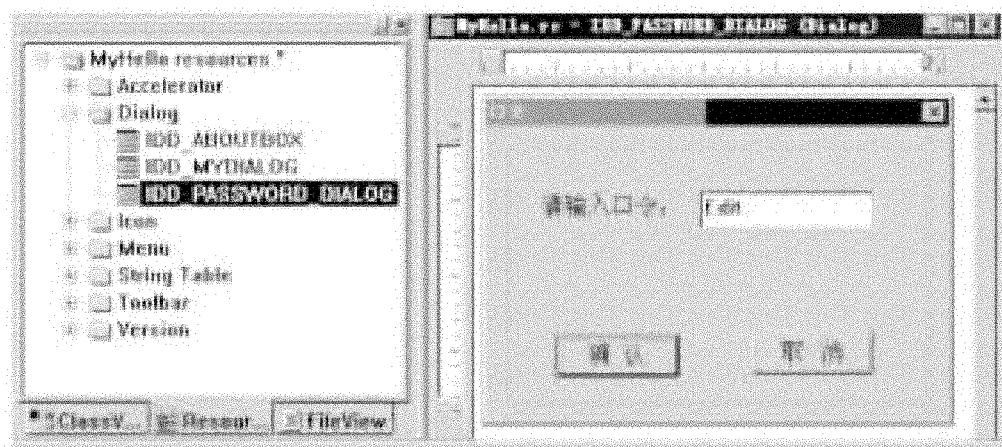 MyHello resources *
Accelerator
Dialog
IDD_ABOUTBOX
IDD_MYDIALOG
IDD_PASSWORD_DIALOG
Icon
Menu
String Table
Toolbar
Version
ClassV...
Resour...
FileView
MyHello.rc - IDD_PASSWORD_DIALOG (Dialog)
请输入口令：
Edit
确 认
取 消